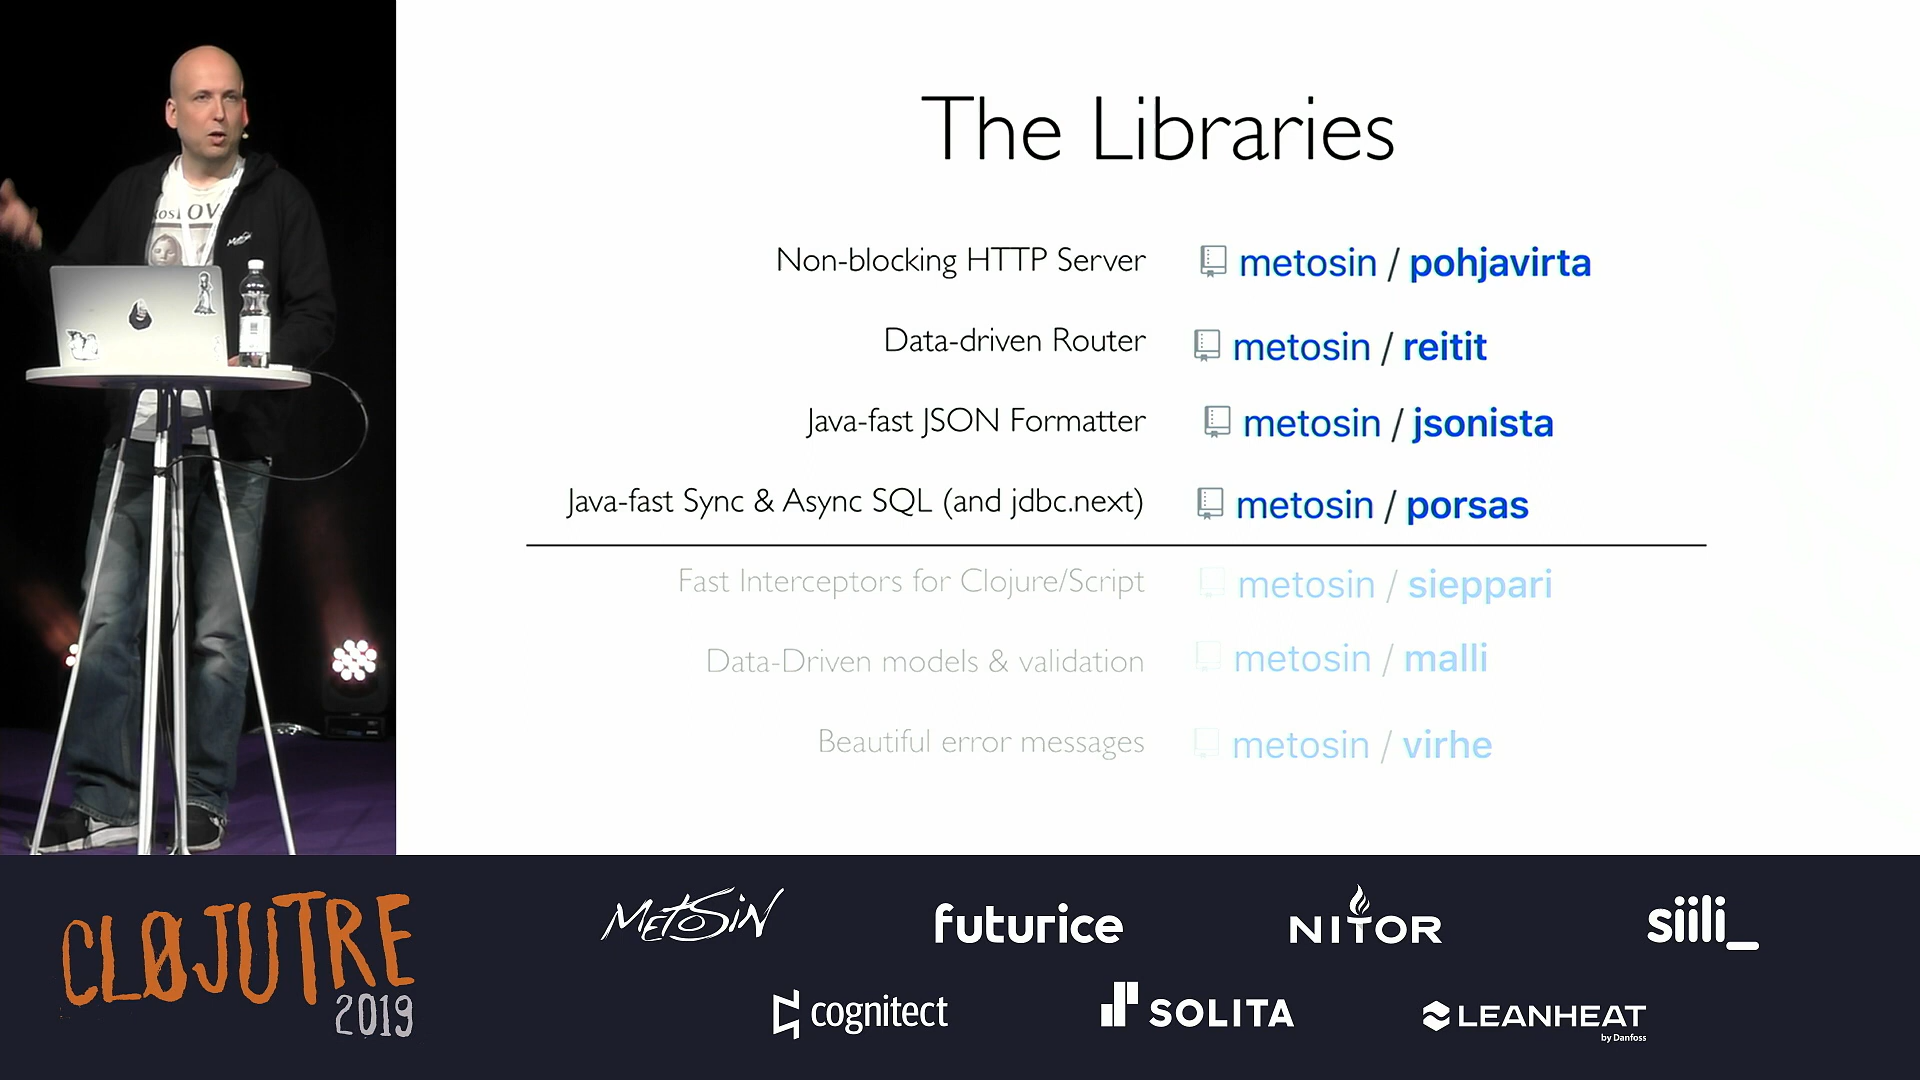 The Libraries
Non-blocking HTTP Server metosin / pohjavirta
Data-driven Router metosin / reitit
Java-fast JSON Formatter metosin / jsonista
Java-fast Sync & Async SQL (and jdbc.next) metosin / porsas
Fast Interceptors for Clojure/Script metosin / sieppari
Data-Driven models & validation metosin / malli
Beautiful error messages metosin / virhe
CLØJUTRE
2019
METOSIN futurice NITOR siili_
cognitect SOLITA LEANHEAT
by Danfoss